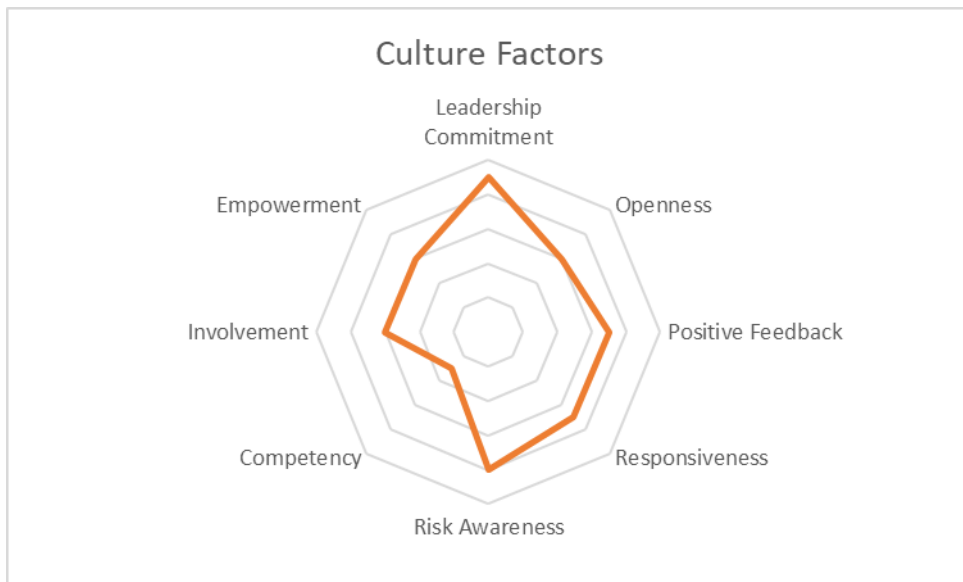 Culture Factors
Leadership
Commitment
Openness
Positive Feedback
Responsiveness
Risk Awareness
Competency
Involvement
Empowerment